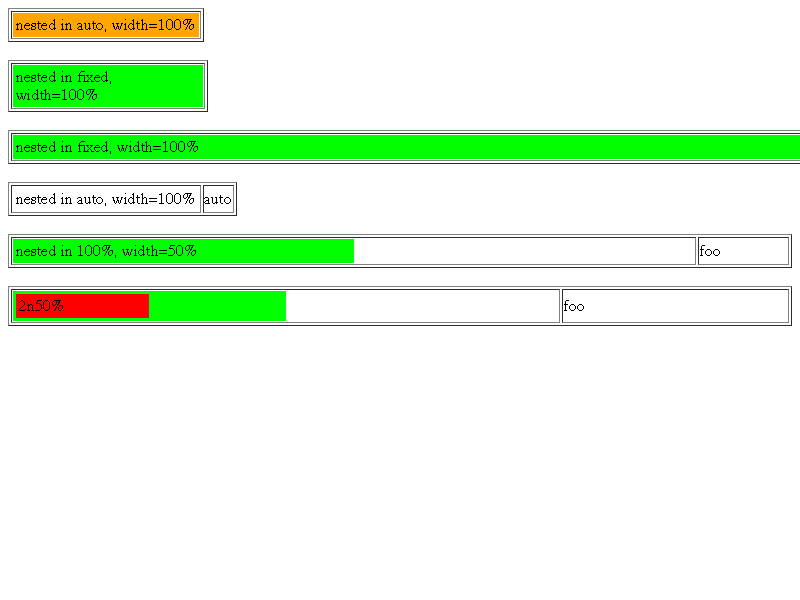 nested in auto, width=100%
nested in fixed,
width=100%
nested in fixed, width=100%
nested in auto, width=100% auto
nested in 100%, width=50% foo
2n50% foo